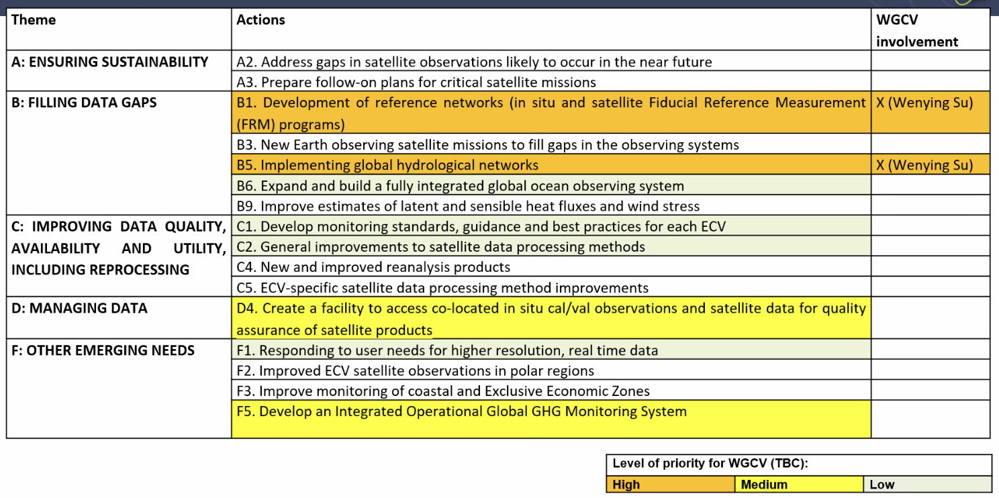 Theme Actions WGCV
involvement
A: ENSURING SUSTAINABILITY A2. Address gaps in satellite observations likely to occur in the near future
A3. Prepare follow-on plans for critical satellite missions
B: FILLING DATA GAPS B1. Development of reference networks (in situ and satellite Fiducial Reference Measurement X (Wenying Su)
(FRM) programs)
B3. New Earth observing satellite missions to fill gaps in the observing systems
B5. Implementing global hydrological networks X (Wenying Su)
B6. Expand and build a fully integrated global ocean observing system
B9. Improve estimates of latent and sensible heat fluxes and wind stress
C: IMPROVING DATA QUALITY, C1. Develop monitoring standards, guidance and best practices for each ECV
AVAILABILITY AND UTILITY, C2. General improvements to satellite data processing methods
INCLUDING REPROCESSING C4. New and improved reanalysis products
C5. ECV-specific satellite data processing method improvements
D: MANAGING DATA D4. Create a facility to access co-located in situ cal/val observations and satellite data for quality
assurance of satellite products
F: OTHER EMERGING NEEDS F1. Responding to user needs for higher resolution, real time data
F2. Improved ECV satellite observations in polar regions
F3. Improve monitoring of coastal and Exclusive Economic Zones
F5. Develop an Integrated Operational Global GHG Monitoring System
Level of priority for WGCV (TBC):
High Medium Low